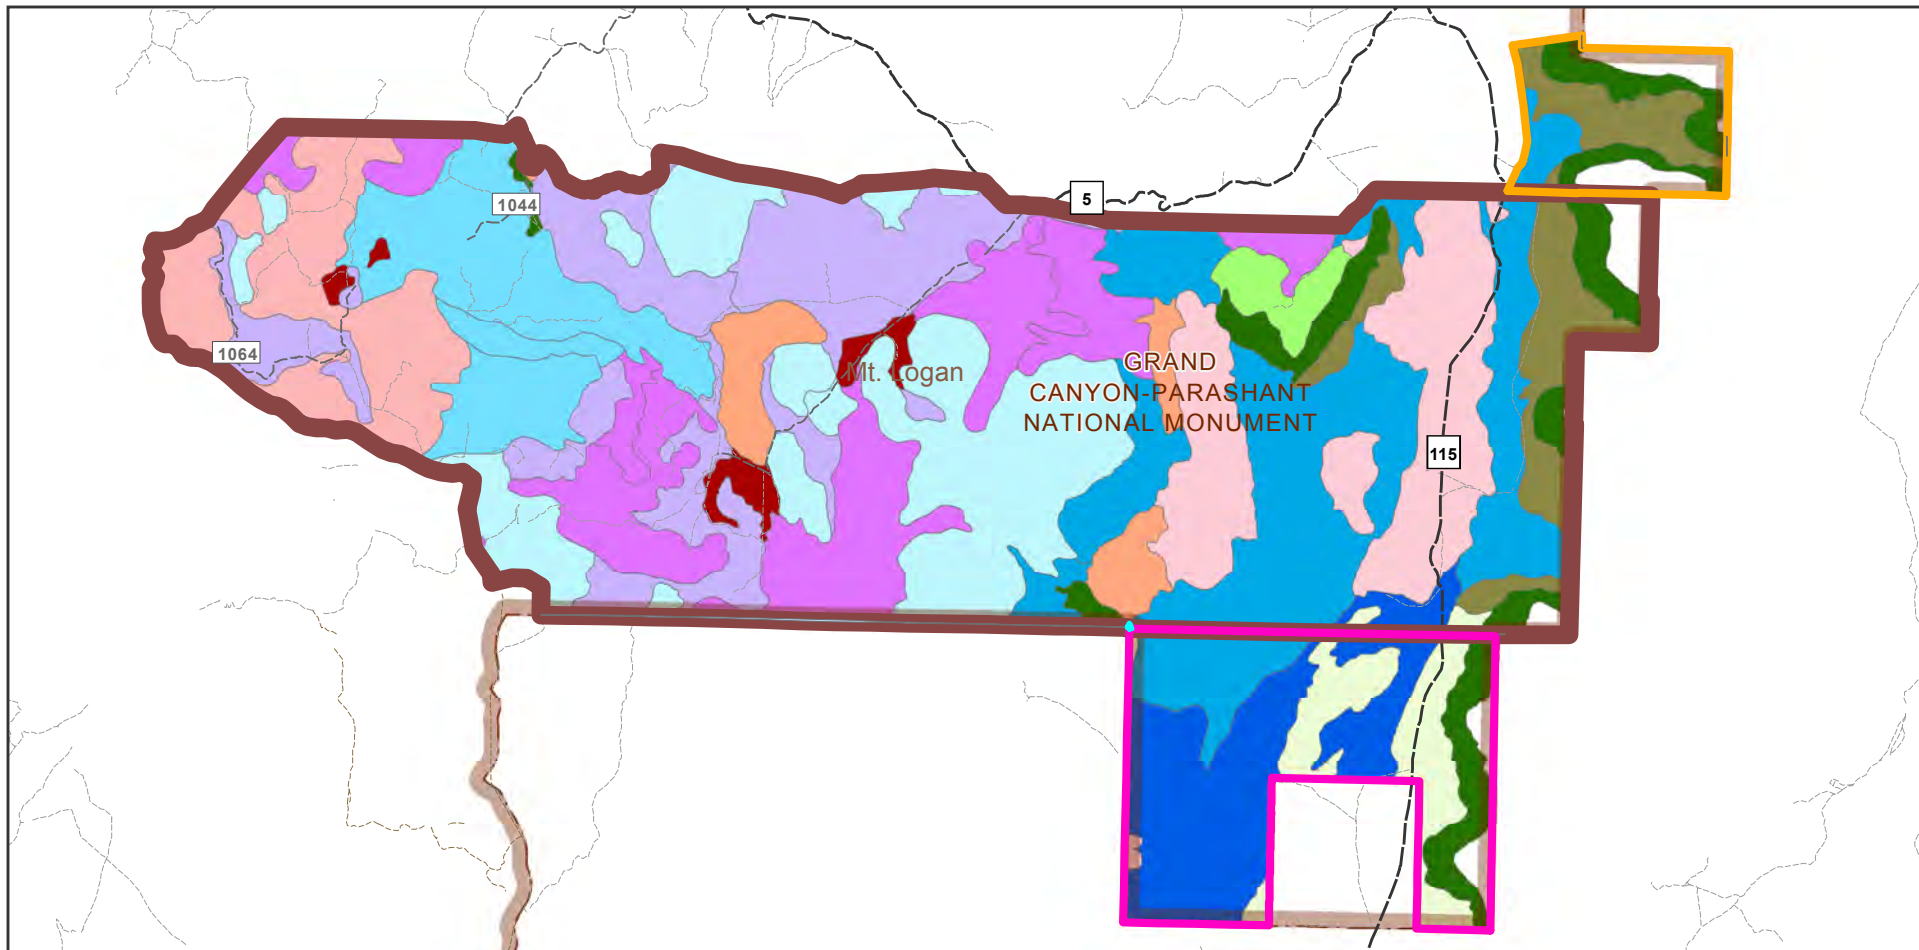 5
1044
1064
Mt. Logan
GRAND
CANYON-PARASHANT
NATIONAL MONUMENT
115